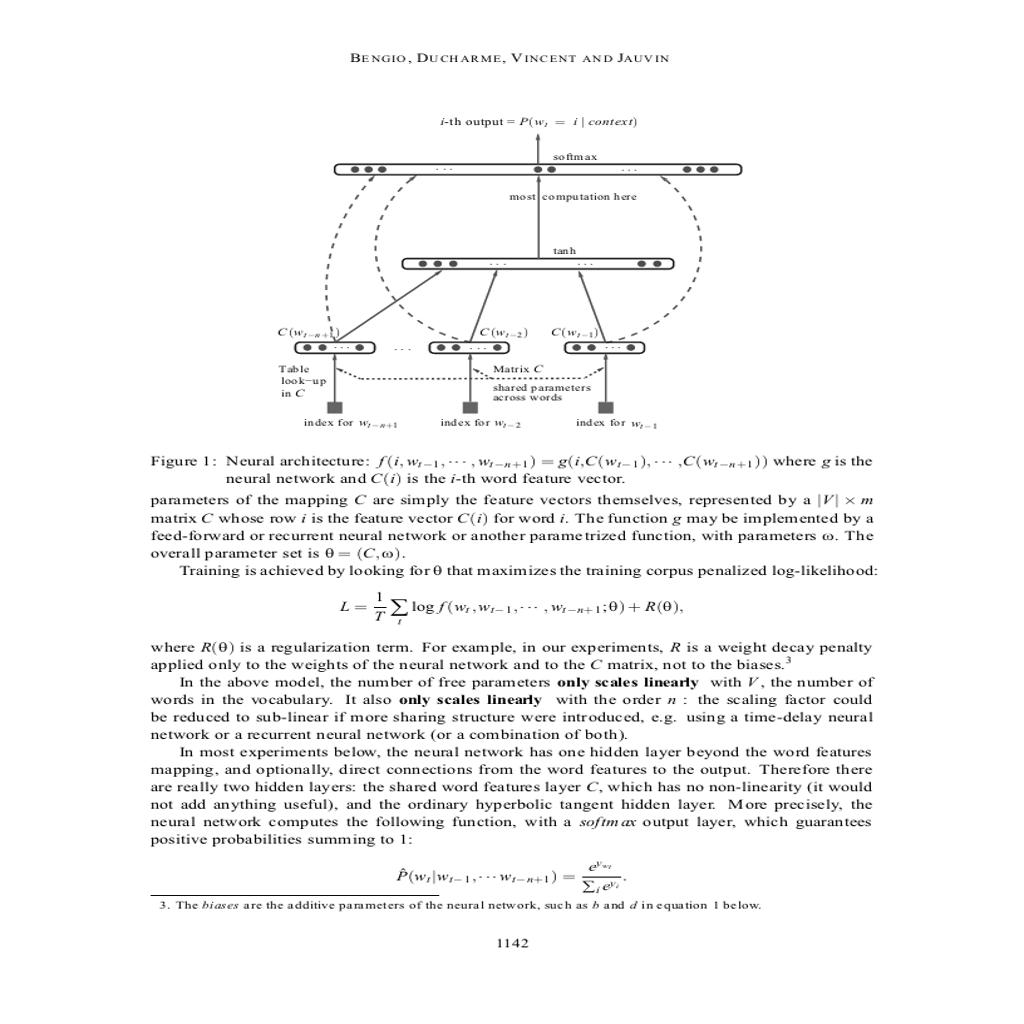 BENGIO, DUCHARME, VINCENT AND JAUVIN
i-th output = P(w_t = i | context)
softmax
. . .
. . .
most computation here
tanh
. . .
. . .
C(w_{t−n+1})
C(w_{t−2})
C(w_{t−1})
. . .
. . .
. . .
. . .
Table
look−up
in C
Matrix C
shared parameters
across words
index for w_{t−n+1}
index for w_{t−2}
index for w_{t−1}
Figure 1: Neural architecture: f(i, w_{t−1}, ··· , w_{t−n+1}) = g(i, C(w_{t−1}), ··· , C(w_{t−n+1})) where g is the
neural network and C(i) is the i-th word feature vector.
parameters of the mapping C are simply the feature vectors themselves, represented by a |V| × m
matrix C whose row i is the feature vector C(i) for word i. The function g may be implemented by a
feed-forward or recurrent neural network or another parametrized function, with parameters ω. The
overall parameter set is θ = (C, ω).
Training is achieved by looking for θ that maximizes the training corpus penalized log-likelihood:
L = \frac{1}{T} ∑_t log f(w_t, w_{t−1}, ··· , w_{t−n+1}; θ) + R(θ),
where R(θ) is a regularization term. For example, in our experiments, R is a weight decay penalty
applied only to the weights of the neural network and to the C matrix, not to the biases.³
In the above model, the number of free parameters only scales linearly with V, the number of
words in the vocabulary. It also only scales linearly with the order n : the scaling factor could
be reduced to sub-linear if more sharing structure were introduced, e.g. using a time-delay neural
network or a recurrent neural network (or a combination of both).
In most experiments below, the neural network has one hidden layer beyond the word features
mapping, and optionally, direct connections from the word features to the output. Therefore there
are really two hidden layers: the shared word features layer C, which has no non-linearity (it would
not add anything useful), and the ordinary hyperbolic tangent hidden layer. More precisely, the
neural network computes the following function, with a softmax output layer, which guarantees
positive probabilities summing to 1:
P̂(w_t|w_{t−1}, ··· w_{t−n+1}) = \frac{e^{y_{w_t}}}{∑_i e^{y_i}}.
3. The biases are the additive parameters of the neural network, such as b and d in equation 1 below.
1142